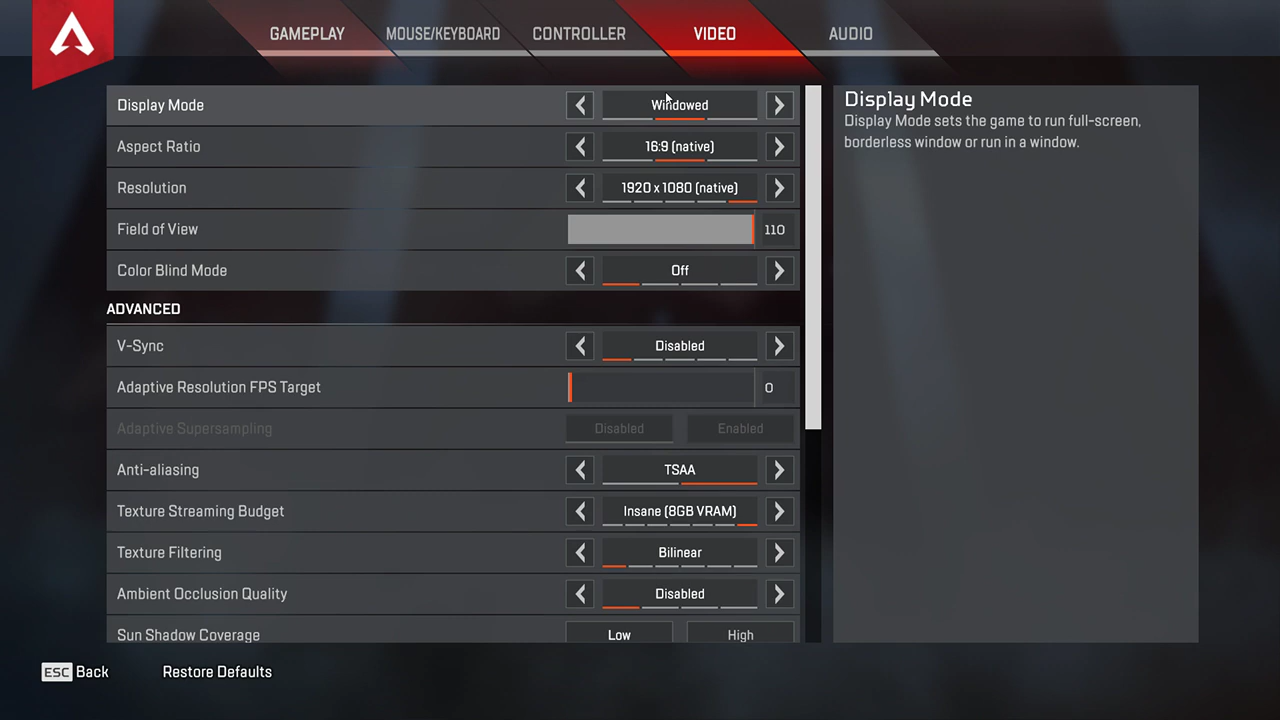 GAMEPLAY MOUSE/KEYBOARD CONTROLLER VIDEO AUDIO
Display Mode Windowed
Aspect Ratio 16:9 (native)
Resolution 1920 x 1080 (native)
Field of View 110
Color Blind Mode Off
ADVANCED
V-Sync Disabled
Adaptive Resolution FPS Target 0
Adaptive Supersampling Disabled Enabled
Anti-aliasing TSAA
Texture Streaming Budget Insane (8GB VRAM)
Texture Filtering Bilinear
Ambient Occlusion Quality Disabled
Sun Shadow Coverage Low High
Display Mode
Display Mode sets the game to run full-screen,
borderless window or run in a window.
ESC Back Restore Defaults